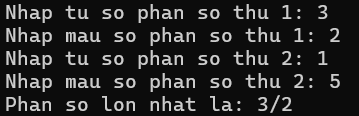 Nhap tu so phan so thu 1: 3
Nhap mau so phan so thu 1: 2
Nhap tu so phan so thu 2: 1
Nhap mau so phan so thu 2: 5
Phan so lon nhat la: 3/2